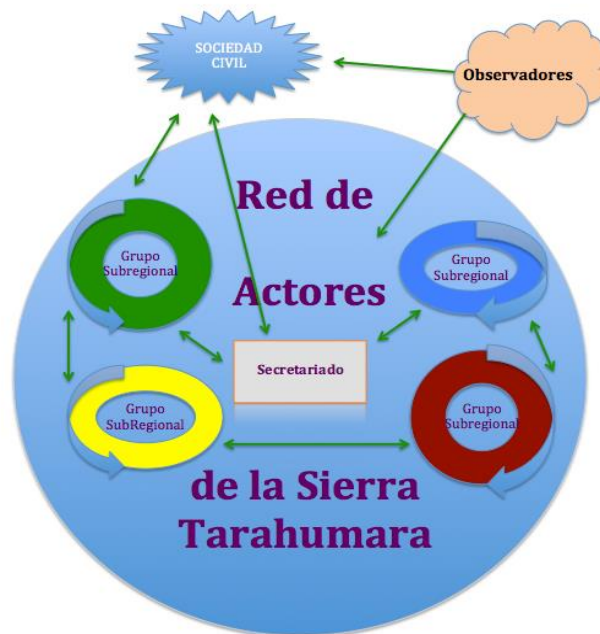 SOCIEDAD
CIVIL
Observadores
Red de
Actores
Grupo
Subregional
Grupo
Subregional
Secretariado
Grupo
SubRegional
Grupo
Subregional
de la Sierra
Tarahumara